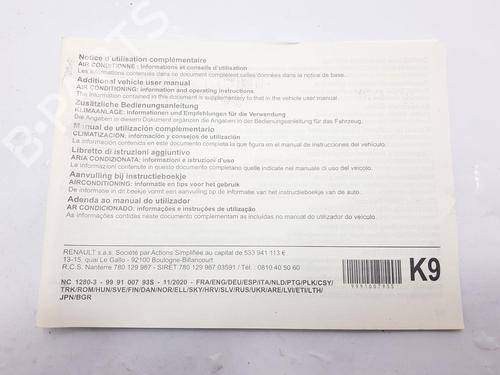 Notice d'utilisation complémentaire
AIR CONDITIONNE : informations et conseils d'utilisation
Les informations contenues dans ce document complètent celles données dans la notice de base.
Additional vehicle user manual
AIR CONDITIONING: information and operating instructions.
The information contained in this document is supplementary to that in the vehicle user manual.
Zusätzliche Bedienungsanleitung
KLIMAANLAGE: Informationen und Empfehlungen für die Verwendung
Die Angaben in diesem Dokument ergänzen die Angaben in der Bedienungsanleitung für das Fahrzeug.
Manual de utilización complementario
CLIMATIZACIÓN: información y consejos de utilización
La información contenida en este documento completa la que figura en el manual de instrucciones del vehículo.
Libretto di istruzioni aggiuntivo
ARIA CONDIZIONATA: informazioni e istruzioni d'uso
Le informazioni contenute in questo documento completano quelle indicate nel manuale di uso del veicolo.
Aanvulling bij instructieboekje
AIRCONDITIONING: informatie en tips voor het gebruik
De informatie in dit boekje vormt een aanvulling op de informatie van het instructieboekje van de auto.
Adenda ao manual do utilizador
AR CONDICIONADO: informações e instruções de utilização
As informações contidas neste documento complementam as incluídas no manual do utilizador do veículo.
RENAULT s.a.s. Société par Actions Simplifiée au capital de 533 941 113 €
13-15, quai Le Gallo - 92100 Boulogne-Billancourt
R.C.S. Nanterre 780 129 987 - SIRET 780 129 987 03591 / Tél. : 0810 40 50 60
NC 1280-3 - 99 91 007 93S - 11/2020 - FRA/ENG/DEU/ESP/ITA/NLD/PTG/PLK/CSY/
TRK/ROM/HUN/SVE/FIN/DAN/NOR/ELL/SKY/HRV/SLV/RUS/UKR/ARE/LVI/ETI/LTH/
JPN/BGR
999100793S
K9